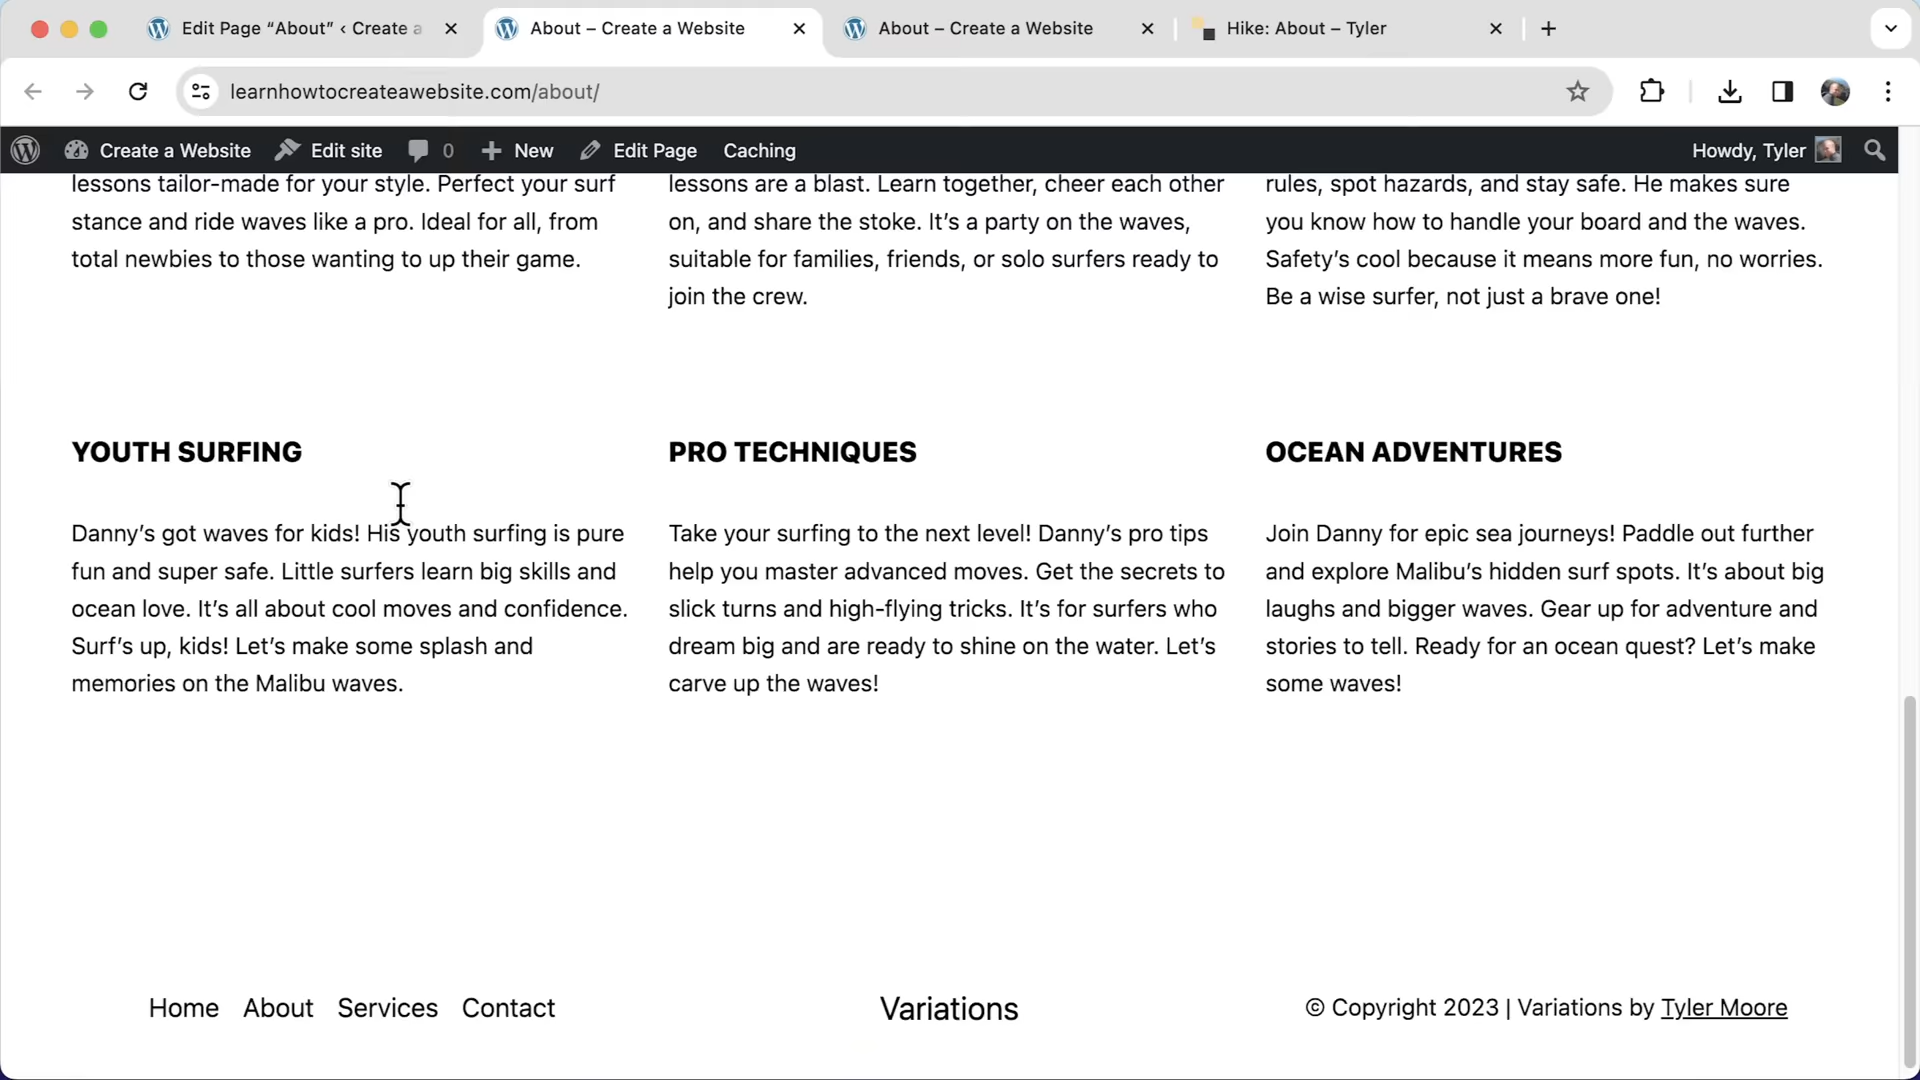 Edit Page “About” ‹ Create a
About – Create a Website
About – Create a Website
Hike: About – Tyler
learnhowtocreateawebsite.com/about/
Create a Website
Edit site
0
New
Edit Page
Caching
Howdy, Tyler
lessons tailor-made for your style. Perfect your surf
stance and ride waves like a pro. Ideal for all, from
total newbies to those wanting to up their game.
lessons are a blast. Learn together, cheer each other
on, and share the stoke. It’s a party on the waves,
suitable for families, friends, or solo surfers ready to
join the crew.
rules, spot hazards, and stay safe. He makes sure
you know how to handle your board and the waves.
Safety’s cool because it means more fun, no worries.
Be a wise surfer, not just a brave one!
YOUTH SURFING
Danny’s got waves for kids! His youth surfing is pure
fun and super safe. Little surfers learn big skills and
ocean love. It’s all about cool moves and confidence.
Surf’s up, kids! Let’s make some splash and
memories on the Malibu waves.
PRO TECHNIQUES
Take your surfing to the next level! Danny’s pro tips
help you master advanced moves. Get the secrets to
slick turns and high-flying tricks. It’s for surfers who
dream big and are ready to shine on the water. Let’s
carve up the waves!
OCEAN ADVENTURES
Join Danny for epic sea journeys! Paddle out further
and explore Malibu’s hidden surf spots. It’s about big
laughs and bigger waves. Gear up for adventure and
stories to tell. Ready for an ocean quest? Let’s make
some waves!
Home About Services Contact
Variations
© Copyright 2023 | Variations by Tyler Moore